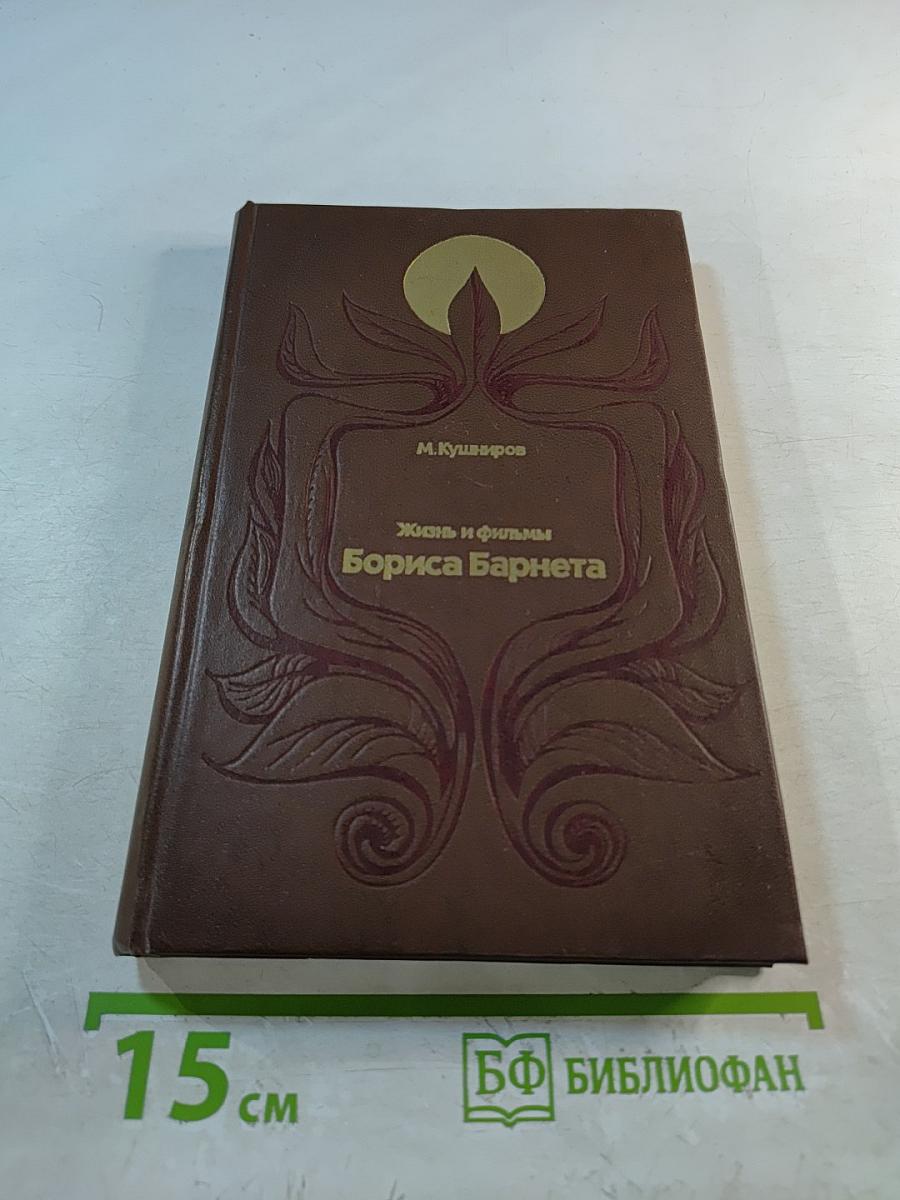 М. Кушниров
Жизнь и фильмы
Бориса Барнета
15 см
БФ БИБЛИОФАН